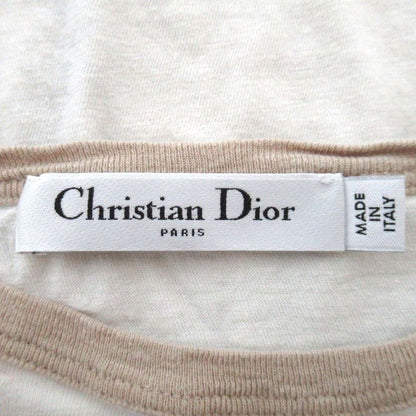 Christian Dior
PARIS
MADE
IN
ITALY